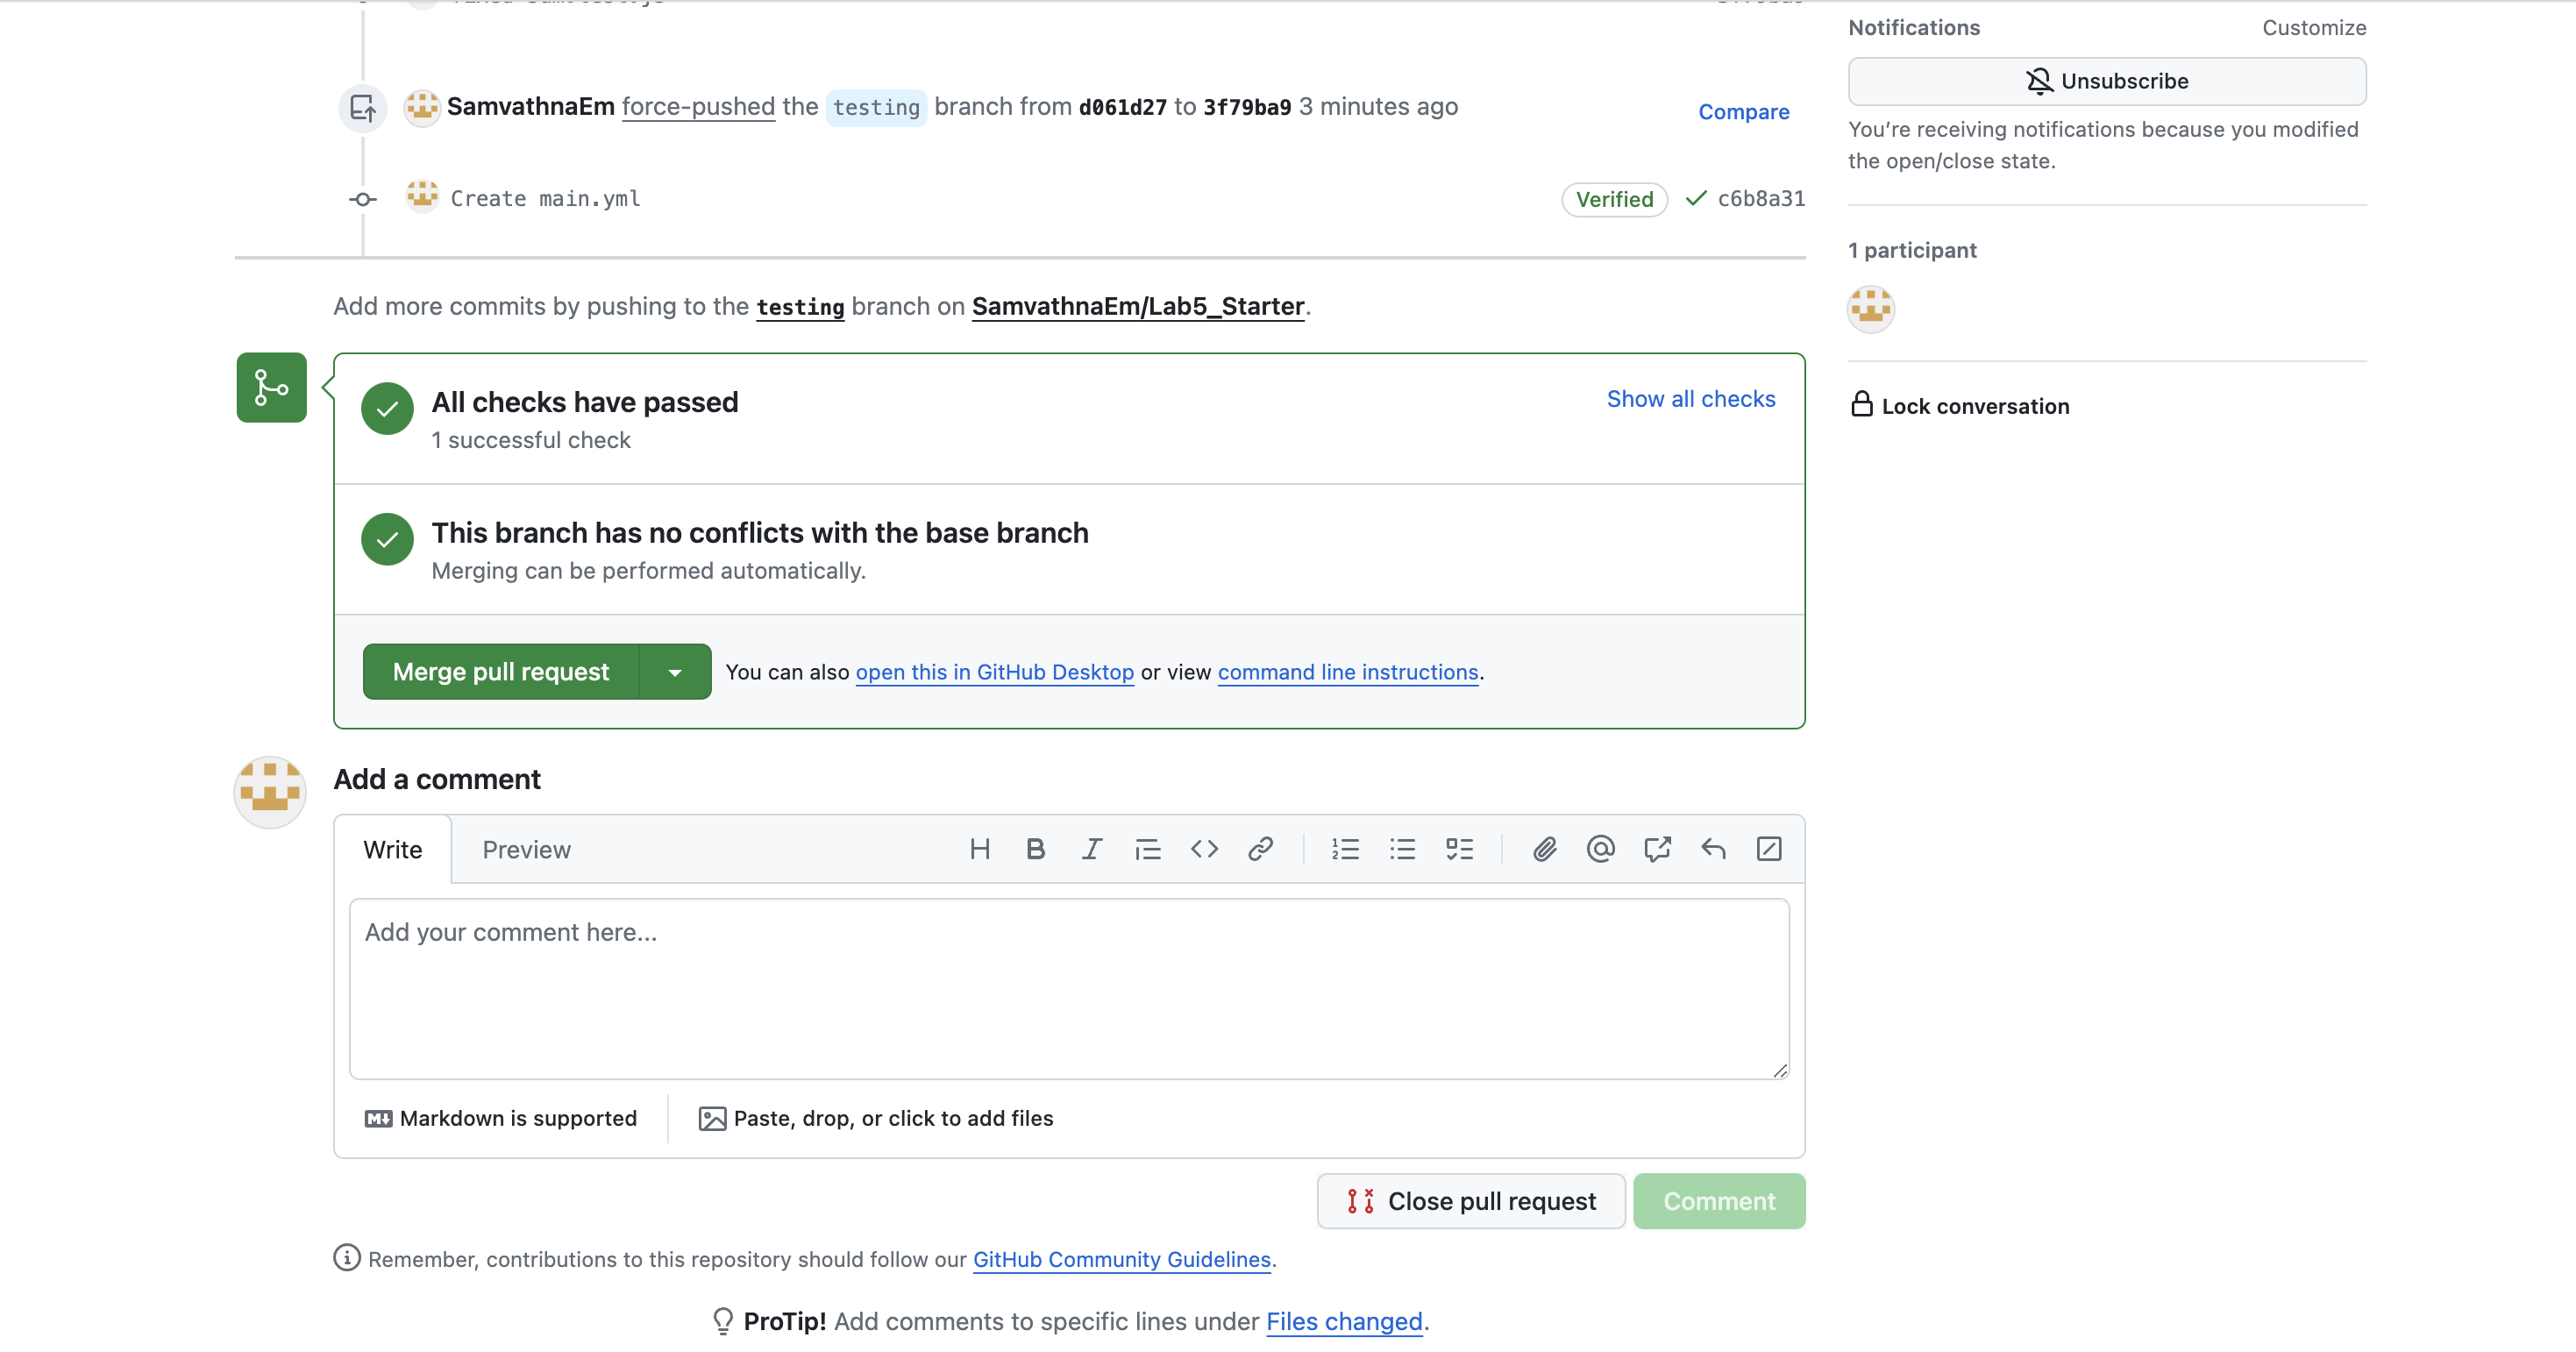 Notifications
Customize
Unsubscribe
You’re receiving notifications because you modified
the open/close state.
SamvathnaEm force-pushed the testing branch from d061d27 to 3f79ba9 3 minutes ago
Compare
Create main.yml
Verified
c6b8a31
1 participant
Lock conversation
Add more commits by pushing to the testing branch on SamvathnaEm/Lab5_Starter.
All checks have passed
1 successful check
Show all checks
This branch has no conflicts with the base branch
Merging can be performed automatically.
Merge pull request
You can also open this in GitHub Desktop or view command line instructions.
Add a comment
Write
Preview
Add your comment here...
Markdown is supported
Paste, drop, or click to add files
Close pull request
Comment
Remember, contributions to this repository should follow our GitHub Community Guidelines.
ProTip! Add comments to specific lines under Files changed.